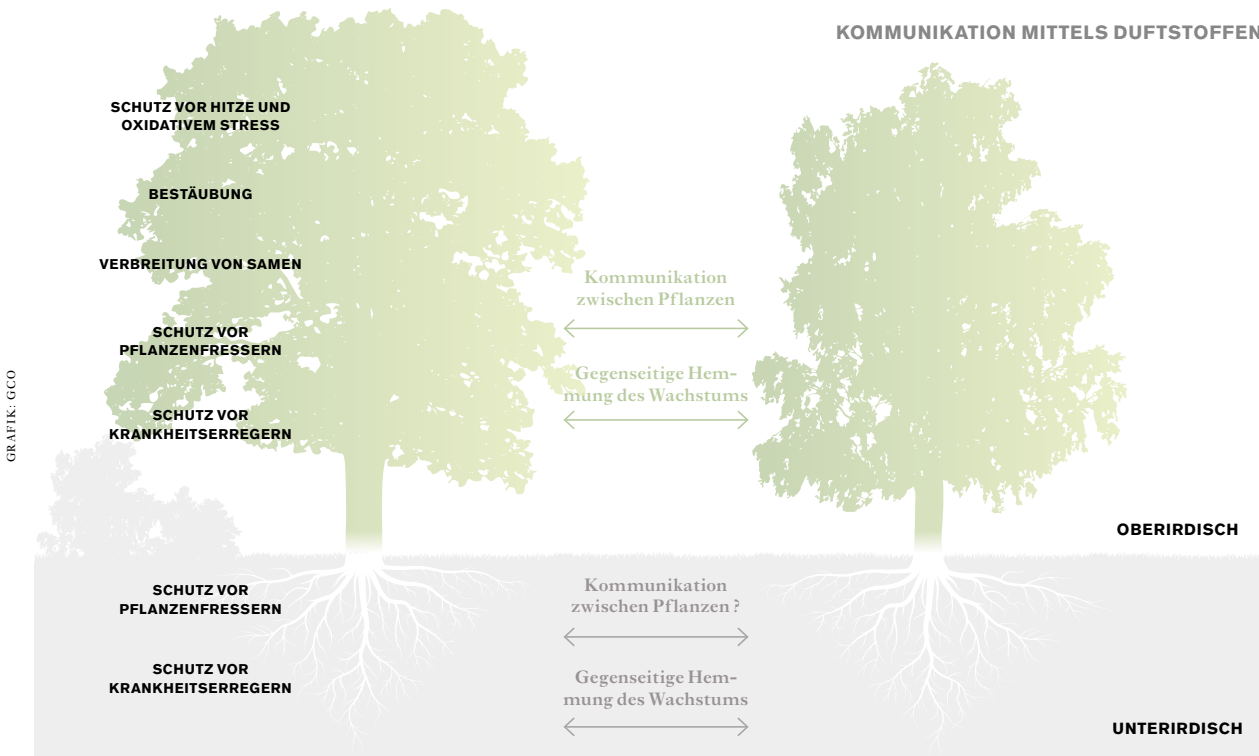 KOMMUNIKATION MITTELS DUFTSTOFFEN
SCHUTZ VOR HITZE UND
OXIDATIVEM STRESS
BESTÄUBUNG
VERBREITUNG VON SAMEN
SCHUTZ VOR
PFLANZENFRESSERN
SCHUTZ VOR
KRANKHEITSERREGERN
Kommunikation
zwischen Pflanzen
Gegenseitige Hem-
mung des Wachstums
GRAFIK: GCO
OBERIRDISCH
SCHUTZ VOR
PFLANZENFRESSERN
SCHUTZ VOR
KRANKHEITSERREGERN
Kommunikation
zwischen Pflanzen ?
Gegenseitige Hem-
mung des Wachstums
UNTERIRDISCH